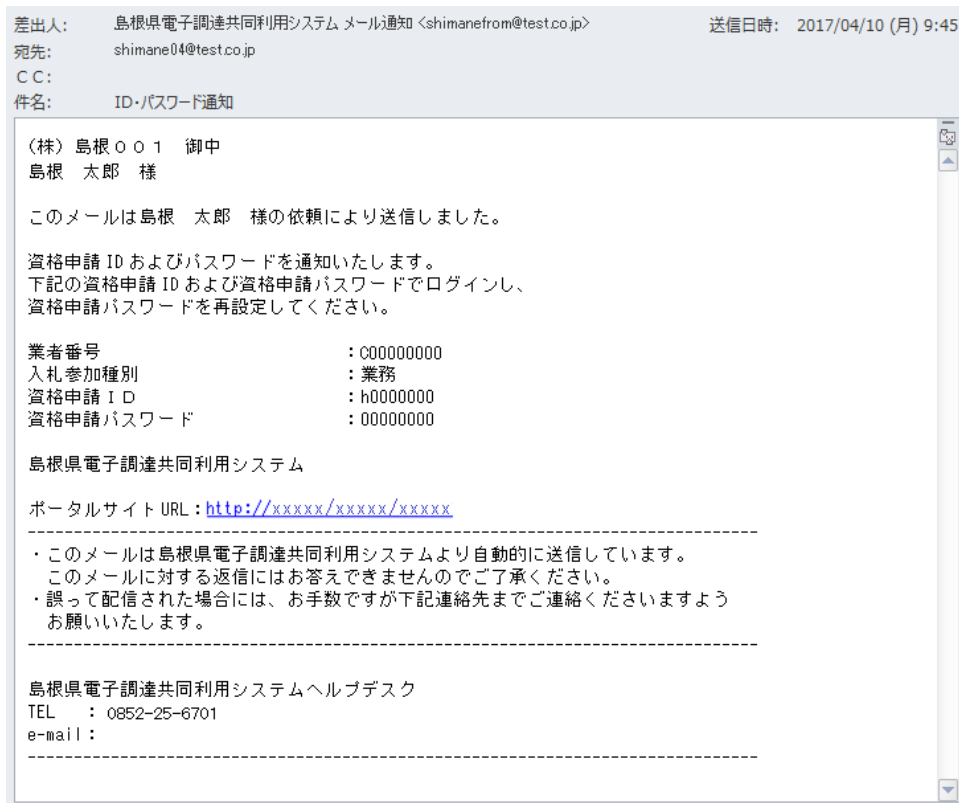 差出人: 島根県電子調達共同利用システム メール通知 <shimanefrom@test.co.jp> 送信日時: 2017/04/10 (月) 9:45
宛先: shimane04@test.co.jp
ＣＣ:
件名: ID・パスワード通知
(株) 島根００１ 御中
島根 太郎 様
このメールは島根 太郎 様の依頼により送信しました。
資格申請IDおよびパスワードを通知いたします。
下記の資格申請IDおよび資格申請パスワードでログインし、
資格申請パスワードを再設定してください。
業者番号 : C00000000
入札参加種別 : 業務
資格申請ＩＤ : h0000000
資格申請パスワード : 00000000
島根県電子調達共同利用システム
ポータルサイトURL：http://xxxxx/xxxxx/xxxxx
--------------------------------------------------------------------------------
・このメールは島根県電子調達共同利用システムより自動的に送信しています。
このメールに対する返信にはお答えできませんのでご了承ください。
・誤って配信された場合には、お手数ですが下記連絡先までご連絡くださいますよう
お願いいたします。
--------------------------------------------------------------------------------
島根県電子調達共同利用システムヘルプデスク
TEL : 0852-25-6701
e-mail :
--------------------------------------------------------------------------------